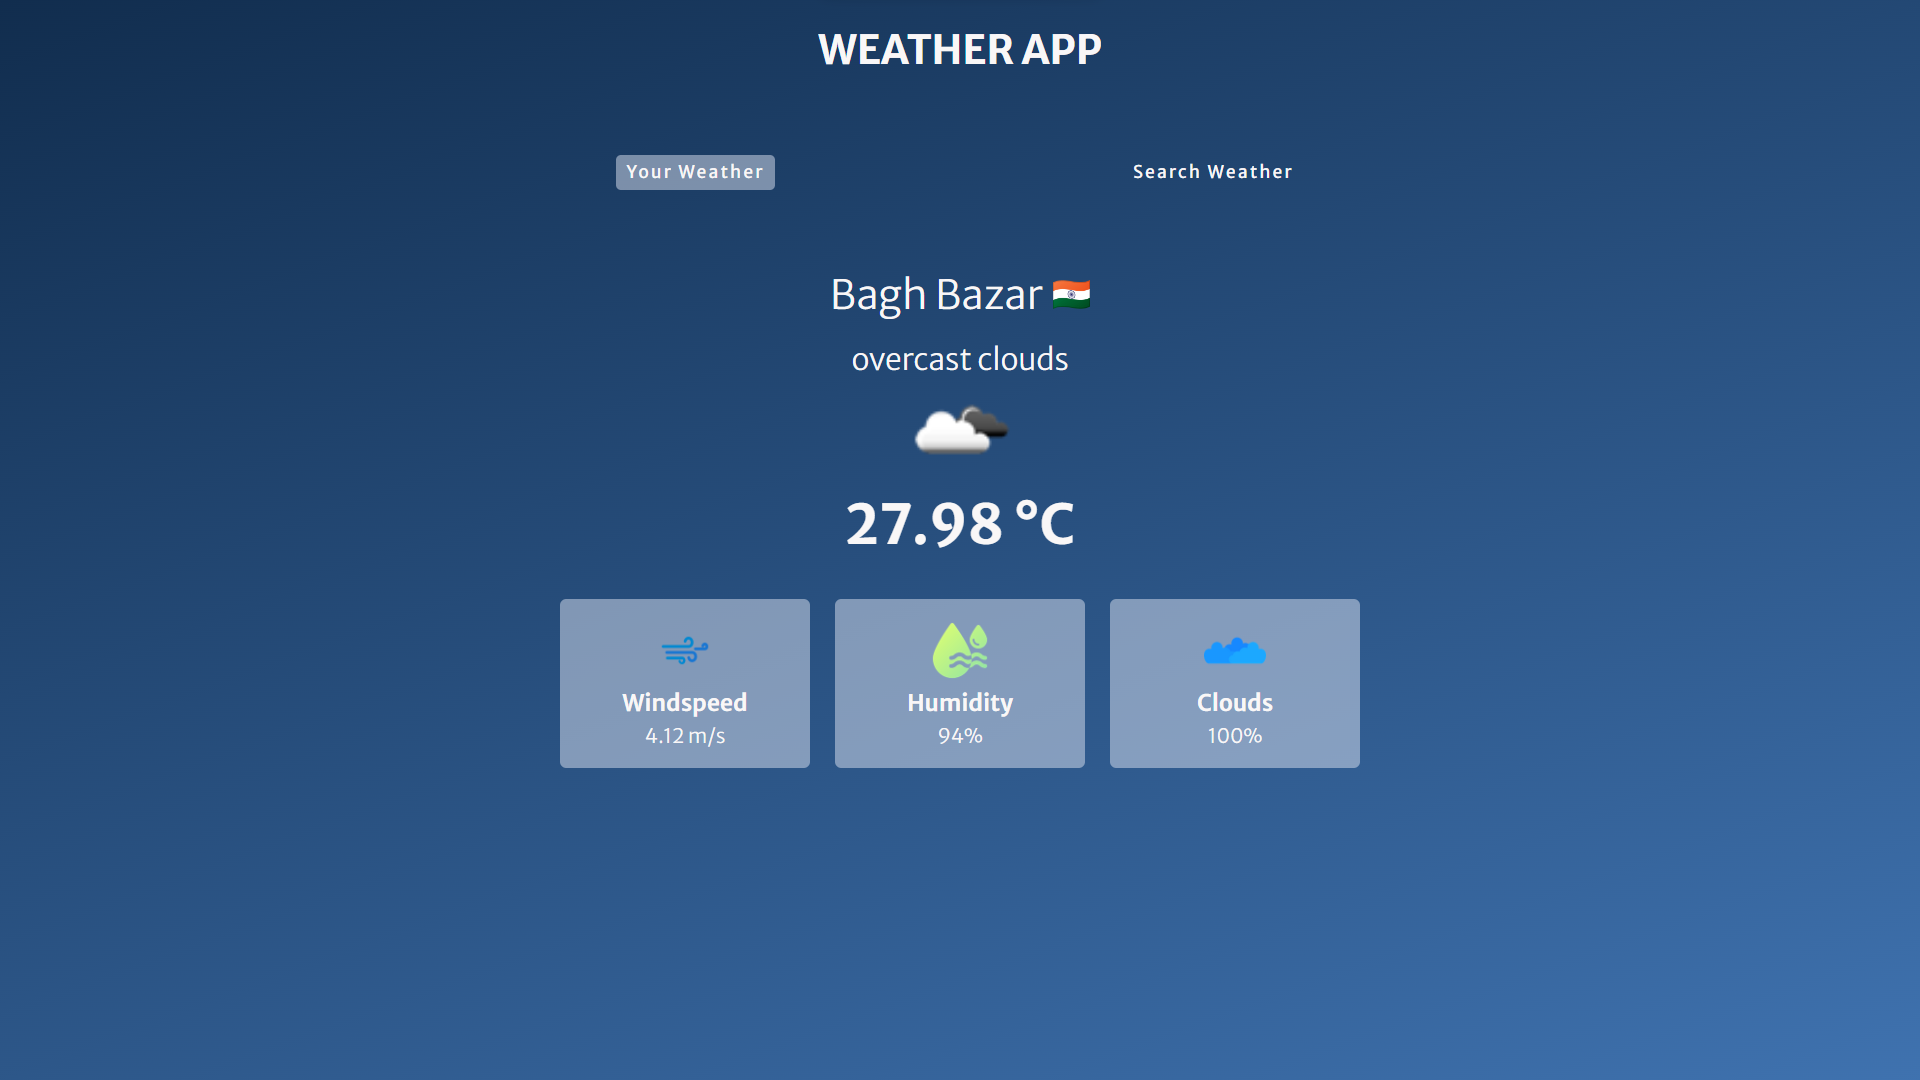 WEATHER APP
Your Weather
Search Weather
Bagh Bazar
overcast clouds
27.98 °C
Windspeed
4.12 m/s
Humidity
94%
Clouds
100%